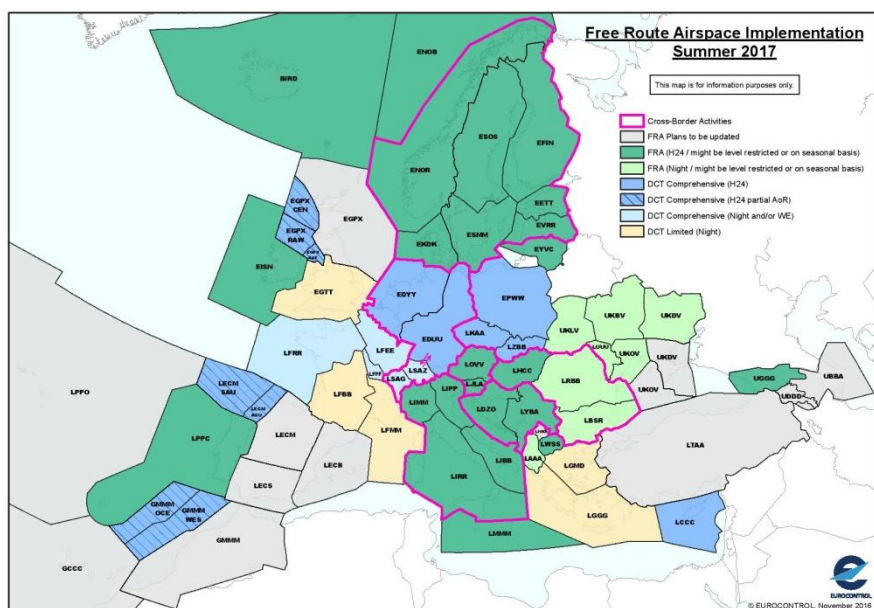 Free Route Airspace Implementation
Summer 2017
This map is for information purposes only.
Cross-Border Activities
FRA Plans to be updated
FRA (H24 / might be level restricted or on seasonal basis)
FRA (Night / might be level restricted or on seasonal basis)
DCT Comprehensive (H24)
DCT Comprehensive (H24 partial AoR)
DCT Comprehensive (Night and/or WE)
DCT Limited (Night)
ENOB
BIRD
ESOS
EFIN
ENOR
EGPX
CEN
EGPX
EGPX
RAW
EETT
EVRR
EKDK
ESMM
EYVC
EISN
EGTT
EDYY
EPWW
EDUU
LKAA
UKLV
UKBV
UKDV
LZBB
LFRR
LFEE
LSAZ
LSAG
LOVV
LHCC
UKOV
UKDV
LPPO
LECM
SAU
LFBB
LIMM
LIPP
LJLA
LRBB
UKOV
UGGG
UBBA
UDDD
LFMM
LDZO
LYBA
LBSR
LPPC
LECM
LECB
LWSS
LAAA
LTAA
LECS
LIRR
LIBB
LGMD
GMMM
OCE
GMMM
WES
LGGG
LCCC
GMMM
LMMM
GCCC
EUROCONTROL
© EUROCONTROL, November 2016